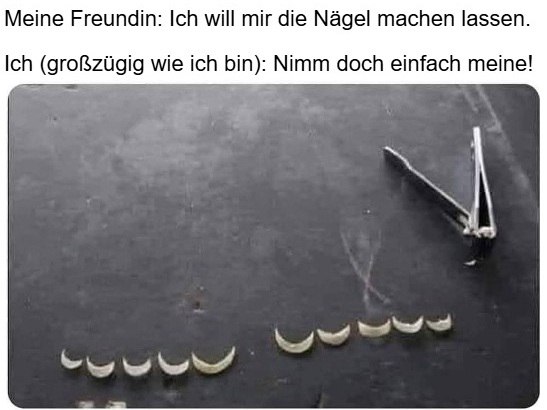 Meine Freundin: Ich will mir die Nägel machen lassen.
Ich (großzügig wie ich bin): Nimm doch einfach meine!